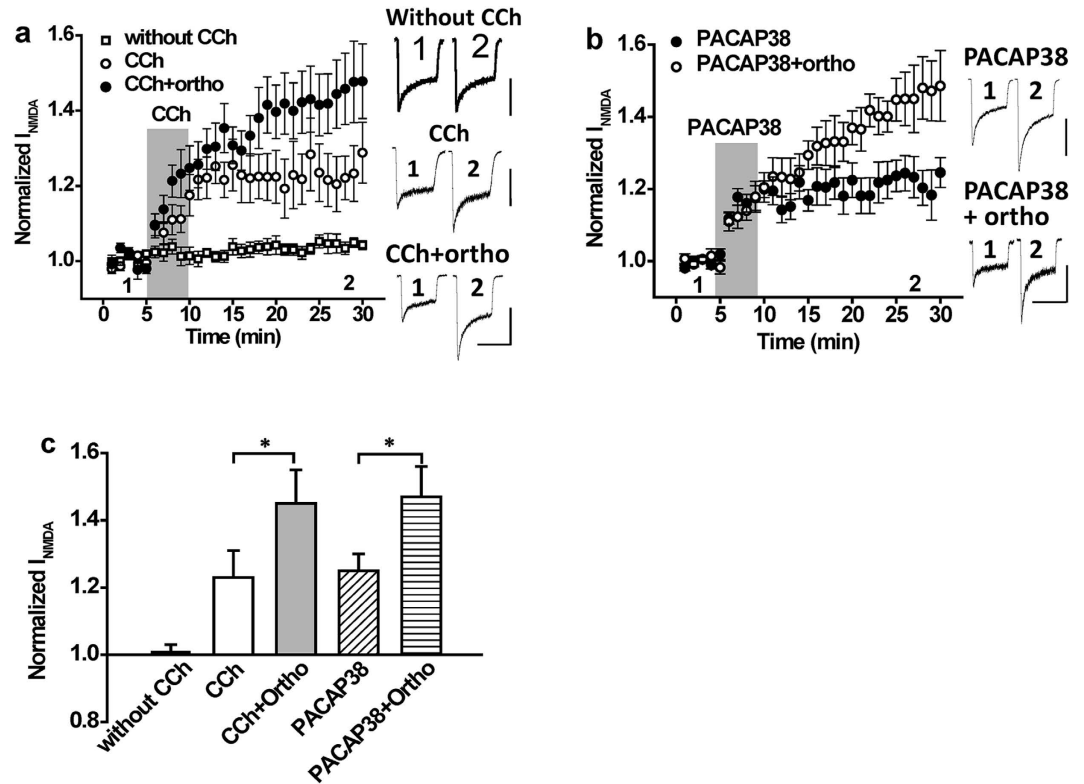 a
without CCh
CCh
CCh+ortho
CCh
Normalized I_NMDA
1.6
1.4
1.2
1.0
1
2
0 5 10 15 20 25 30
Time (min)
Without CCh
1 2
CCh
1 2
CCh+ortho
1 2
b
PACAP38
PACAP38+ortho
PACAP38
Normalized I_NMDA
1.6
1.4
1.2
1.0
1
2
0 5 10 15 20 25 30
Time (min)
PACAP38
1 2
PACAP38
+ ortho
1 2
c
Normalized I_NMDA
1.6
1.4
1.2
1.0
0.8
*
*
without CCh
CCh
CCh+Ortho
PACAP38
PACAP38+Ortho